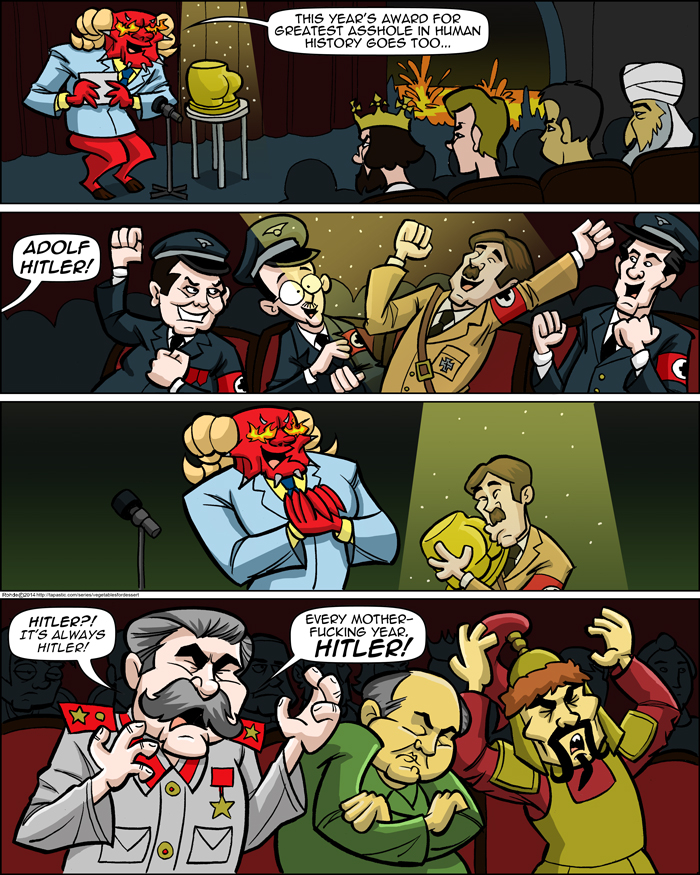 THIS YEAR'S AWARD FOR
GREATEST ASSHOLE IN HUMAN
HISTORY GOES TOO...
ADOLF
HITLER!
Rohde©2014 http://tapastic.com/series/vegetablesfordessert
HITLER?!
IT'S ALWAYS
HITLER!
EVERY MOTHER-
FUCKING YEAR,
HITLER!